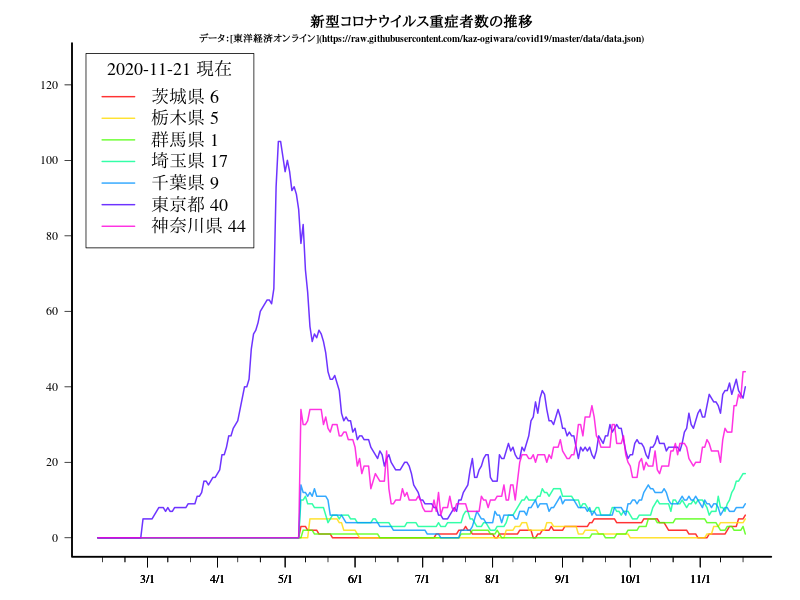 新型コロナウイルス重症者数の推移
データ:[東洋経済オンライン](https://raw.githubusercontent.com/kaz-ogiwara/covid19/master/data/data.json)
2020-11-21 現在
茨城県 6
栃木県 5
群馬県 1
埼玉県 17
千葉県 9
東京都 40
神奈川県 44
120
100
80
60
40
20
0
3/1 4/1 5/1 6/1 7/1 8/1 9/1 10/1 11/1